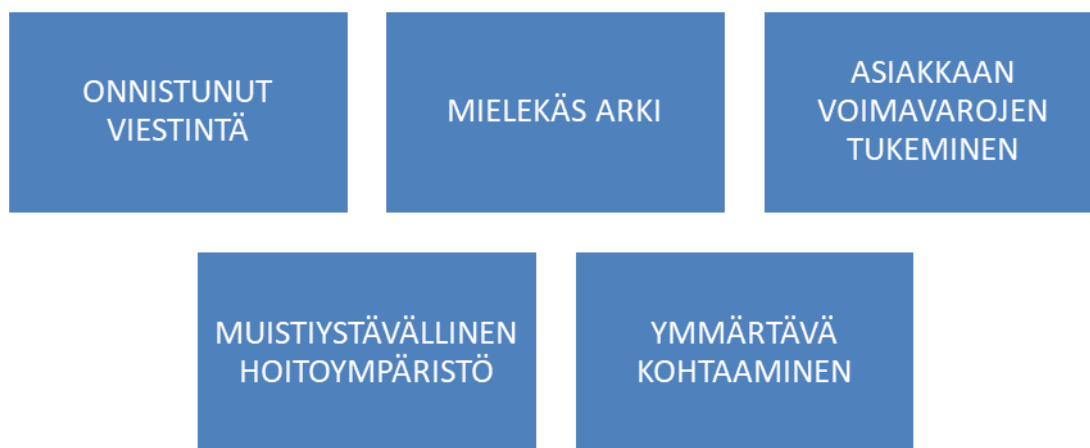 ONNISTUNUT
VIESTINTÄ
MIELEKÄS ARKI
ASIAKKAAN
VOIMAVAROJEN
TUKEMINEN
MUISTIYSTÄVÄLLINEN
HOITOYMPÄRISTÖ
YMMÄRTÄVÄ
KOHTAAMINEN